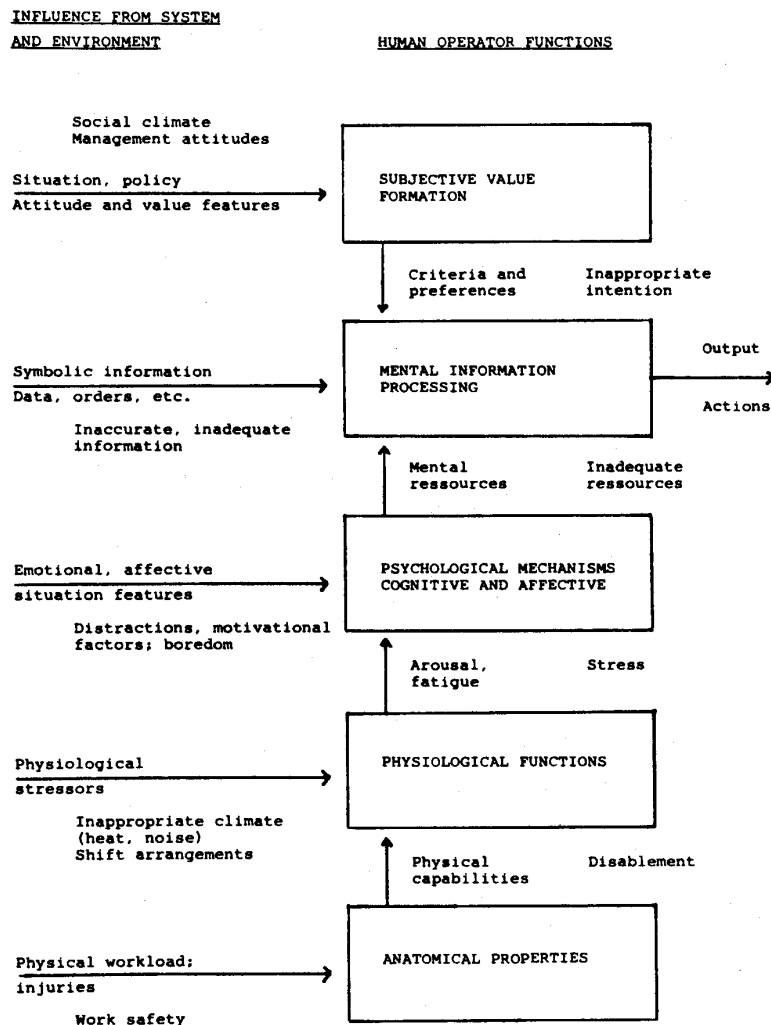 INFLUENCE FROM SYSTEM
AND ENVIRONMENT
HUMAN OPERATOR FUNCTIONS
Social climate
Management attitudes
Situation, policy
Attitude and value features
SUBJECTIVE VALUE
FORMATION
Criteria and
preferences
Inappropriate
intention
Symbolic information
Data, orders, etc.
Inaccurate, inadequate
information
MENTAL INFORMATION
PROCESSING
Output
Actions
Mental
ressources
Inadequate
ressources
Emotional, affective
situation features
Distractions, motivational
factors; boredom
PSYCHOLOGICAL MECHANISMS
COGNITIVE AND AFFECTIVE
Arousal,
fatigue
Stress
Physiological
stressors
Inappropriate climate
(heat, noise)
Shift arrangements
PHYSIOLOGICAL FUNCTIONS
Physical
capabilities
Disablement
Physical workload;
injuries
Work safety
ANATOMICAL PROPERTIES